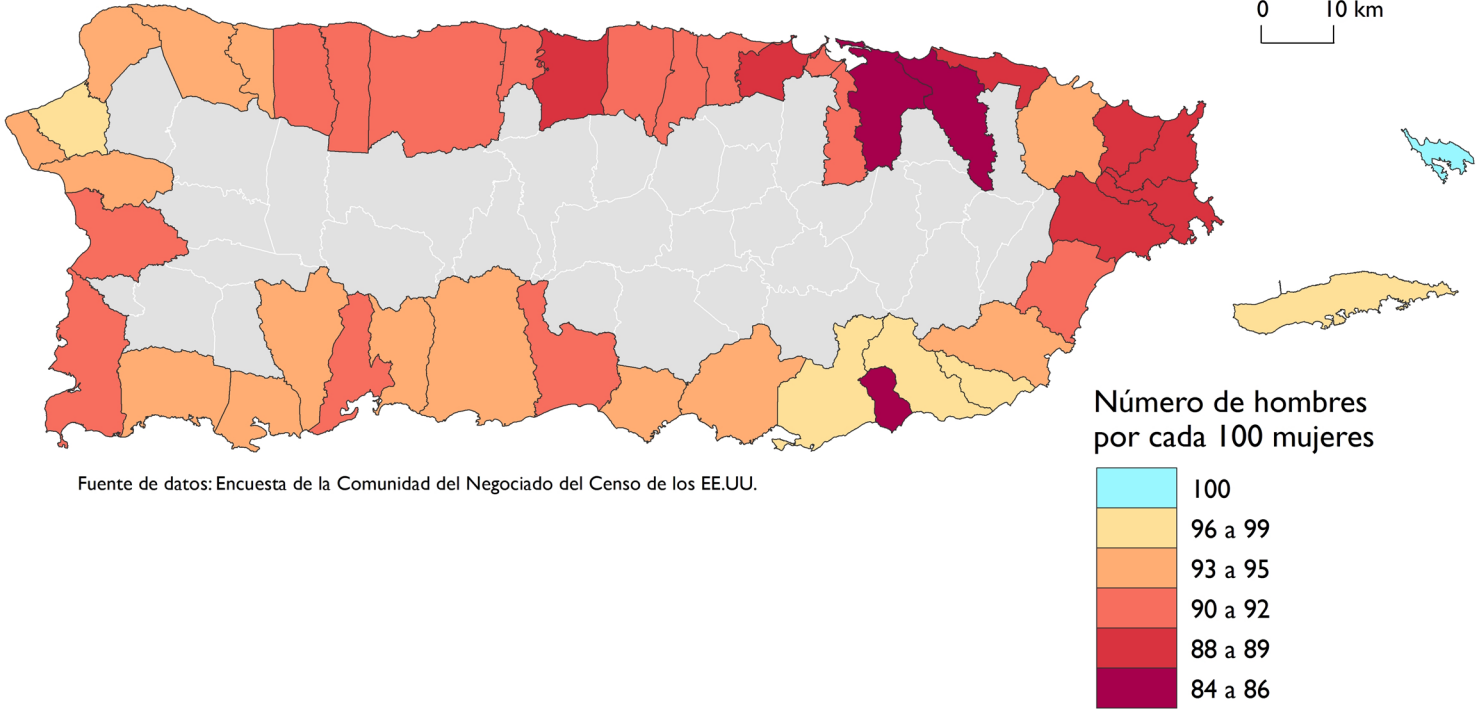 0 10 km
Fuente de datos: Encuesta de la Comunidad del Negociado del Censo de los EE.UU.
Número de hombres
por cada 100 mujeres
100
96 a 99
93 a 95
90 a 92
88 a 89
84 a 86